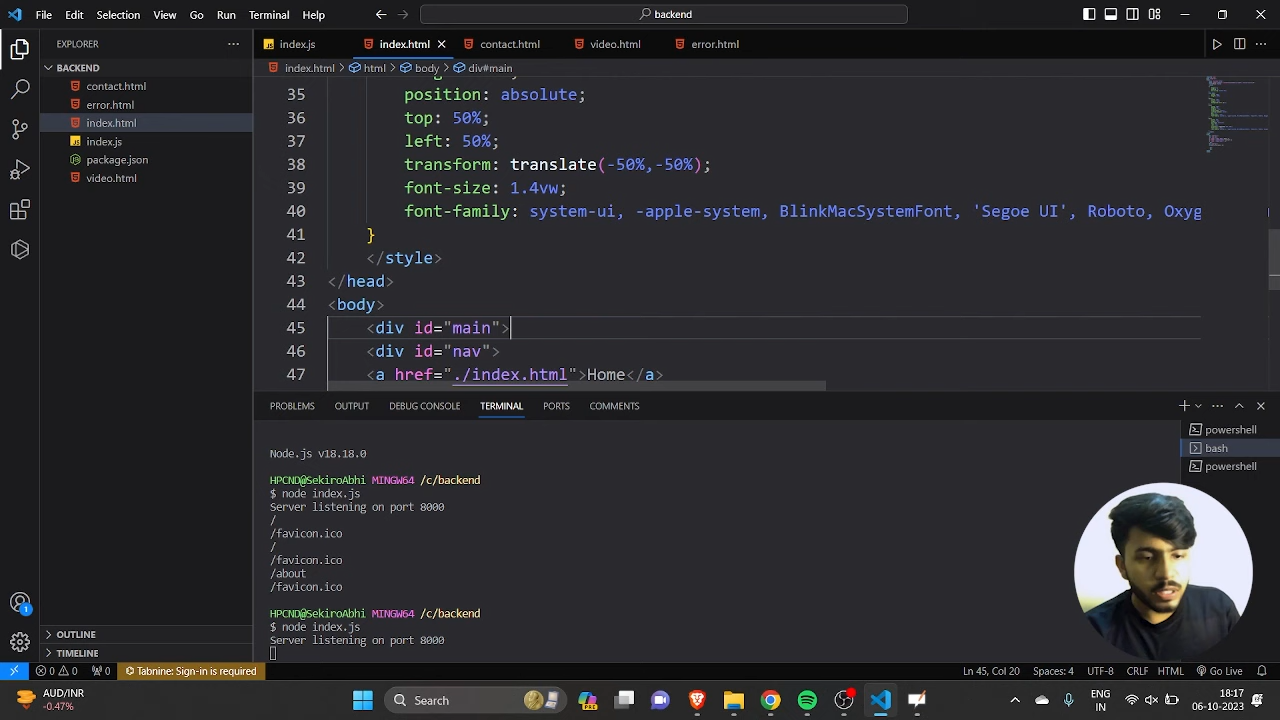 File Edit Selection View Go Run Terminal Help
backend
EXPLORER
index.js index.html contact.html video.html error.html
BACKEND
index.html > html > body > div#main
contact.html
error.html
index.html
index.js
package.json
video.html
35 position: absolute;
36 top: 50%;
37 left: 50%;
38 transform: translate(-50%,-50%);
39 font-size: 1.4vw;
40 font-family: system-ui, -apple-system, BlinkMacSystemFont, 'Segoe UI', Roboto, Oxyg
41 }
42 </style>
43 </head>
44 <body>
45 <div id="main">
46 <div id="nav">
47 <a href="./index.html">Home</a>
PROBLEMS OUTPUT DEBUG CONSOLE TERMINAL PORTS COMMENTS
powershell
bash
powershell
Node.js v18.18.0
HPCND@SekiroAbhi MINGW64 /c/backend
$ node index.js
Server listening on port 8000
/
/favicon.ico
/
/favicon.ico
/about
/favicon.ico
HPCND@SekiroAbhi MINGW64 /c/backend
$ node index.js
Server listening on port 8000
OUTLINE
TIMELINE
1
0 0 0 Tabnine: Sign-in is required Ln 45, Col 20 Spaces: 4 UTF-8 CRLF HTML Go Live
AUD/INR
-0.47%
Search
ENG
IN
18:17
06-10-2023